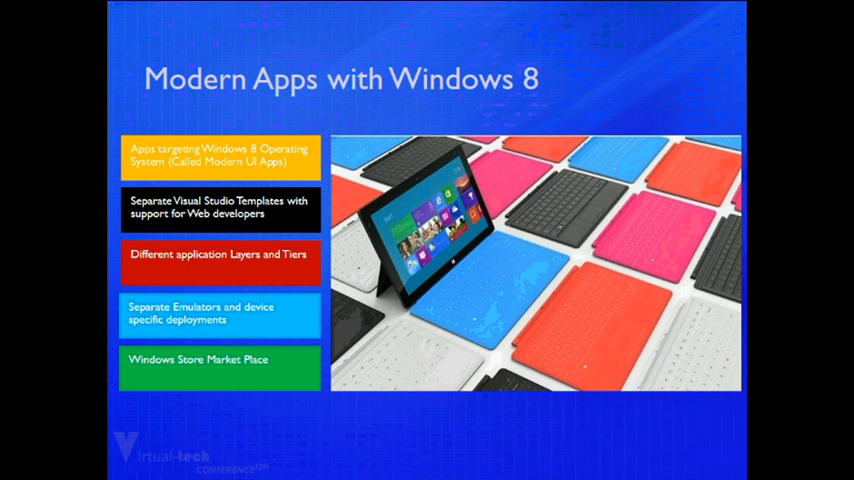 Modern Apps with Windows 8
Apps targeting Windows 8 Operating
System (Called Modern UI Apps)
Separate Visual Studio Templates with
support for Web developers
Different application Layers and Tiers
Separate Emulators and device
specific deployments
Windows Store Market Place
Start
Virtual-tech
CONFERENCE